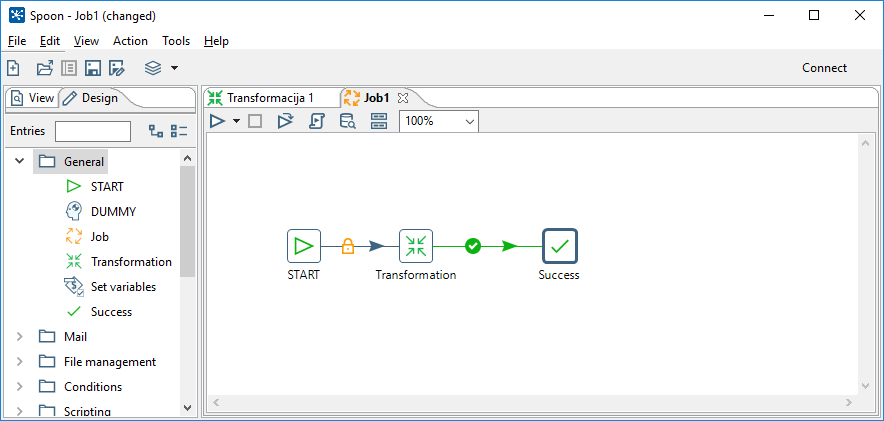 Spoon - Job1 (changed)
File Edit View Action Tools Help
Connect
View Design
Transformacija 1 Job1
Entries
100%
General
START
DUMMY
Job
Transformation
Set variables
Success
Mail
File management
Conditions
Scripting
START Transformation Success